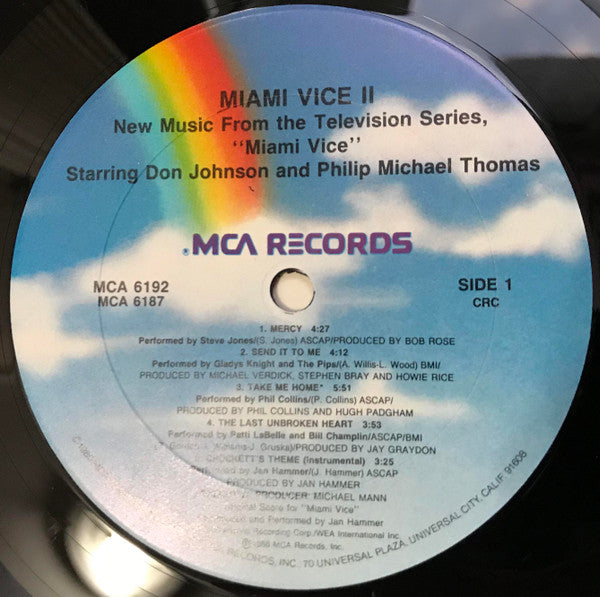 MIAMI VICE II
New Music From the Television Series,
"Miami Vice"
Starring Don Johnson and Philip Michael Thomas
® MCA RECORDS
MCA 6192
MCA 6187
SIDE 1
CRC
1. MERCY 4:27
Performed by Steve Jones/(S. Jones) ASCAP/PRODUCED BY BOB ROSE
2. SEND IT TO ME 4:12
Performed by Gladys Knight and The Pips/(A. Willis-L. Wood) BMI/
PRODUCED BY MICHAEL VERDICK, STEPHEN BRAY AND HOWIE RICE
3. TAKE ME HOME* 5:51
Performed by Phil Collins/(P. Collins) ASCAP/
PRODUCED BY PHIL COLLINS AND HUGH PADGHAM
4. THE LAST UNBROKEN HEART 3:53
Performed by Patti LaBelle and Bill Champlin/ASCAP/BMI
Gruska)/PRODUCED BY JAY GRAYDON
CROCKETT'S THEME (Instrumental) 3:25
Performed by Jan Hammer/(J. Hammer) ASCAP
PRODUCED BY JAN HAMMER
PRODUCER: MICHAEL MANN
Original Score for "Miami Vice"
and Performed by Jan Hammer
Recording Corp./WEA International Inc.
MCA Records, Inc.
RECORDS, INC., 70 UNIVERSAL PLAZA, UNIVERSAL CITY, CALIF. 91608